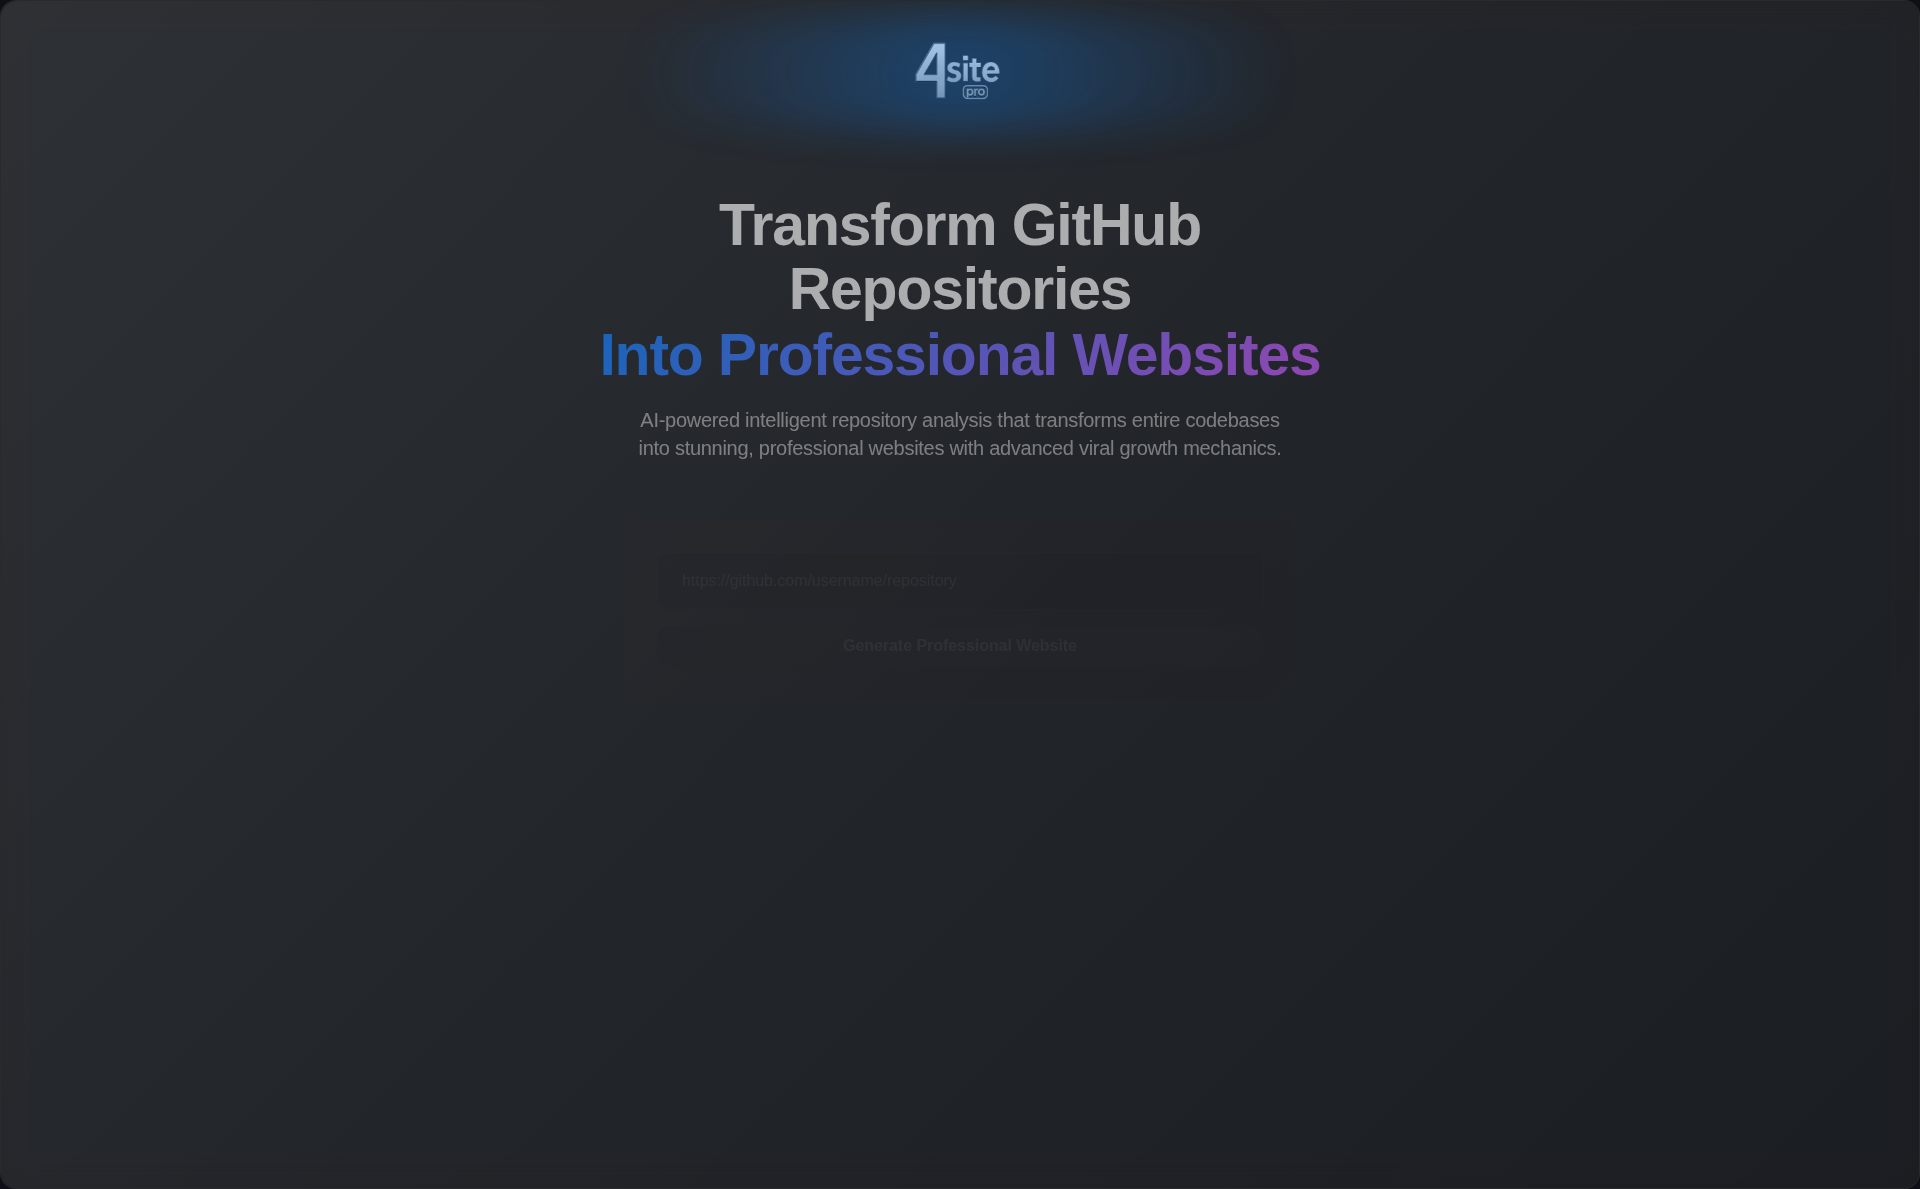 4site
pro
Transform GitHub
Repositories
Into Professional Websites
AI-powered intelligent repository analysis that transforms entire codebases
into stunning, professional websites with advanced viral growth mechanics.
https://github.com/username/repository
Generate Professional Website